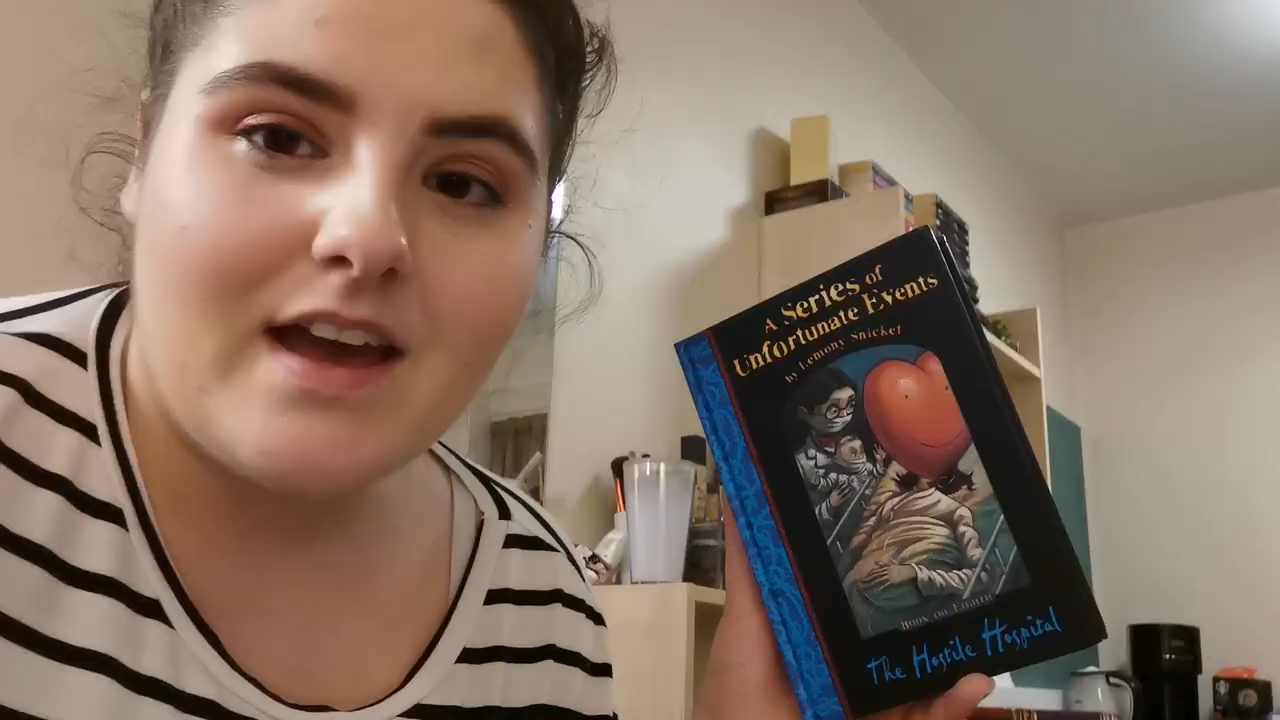 A Series of
Unfortunate Events
by Lemony Snicket
Book the Eighth
The Hostile Hospital